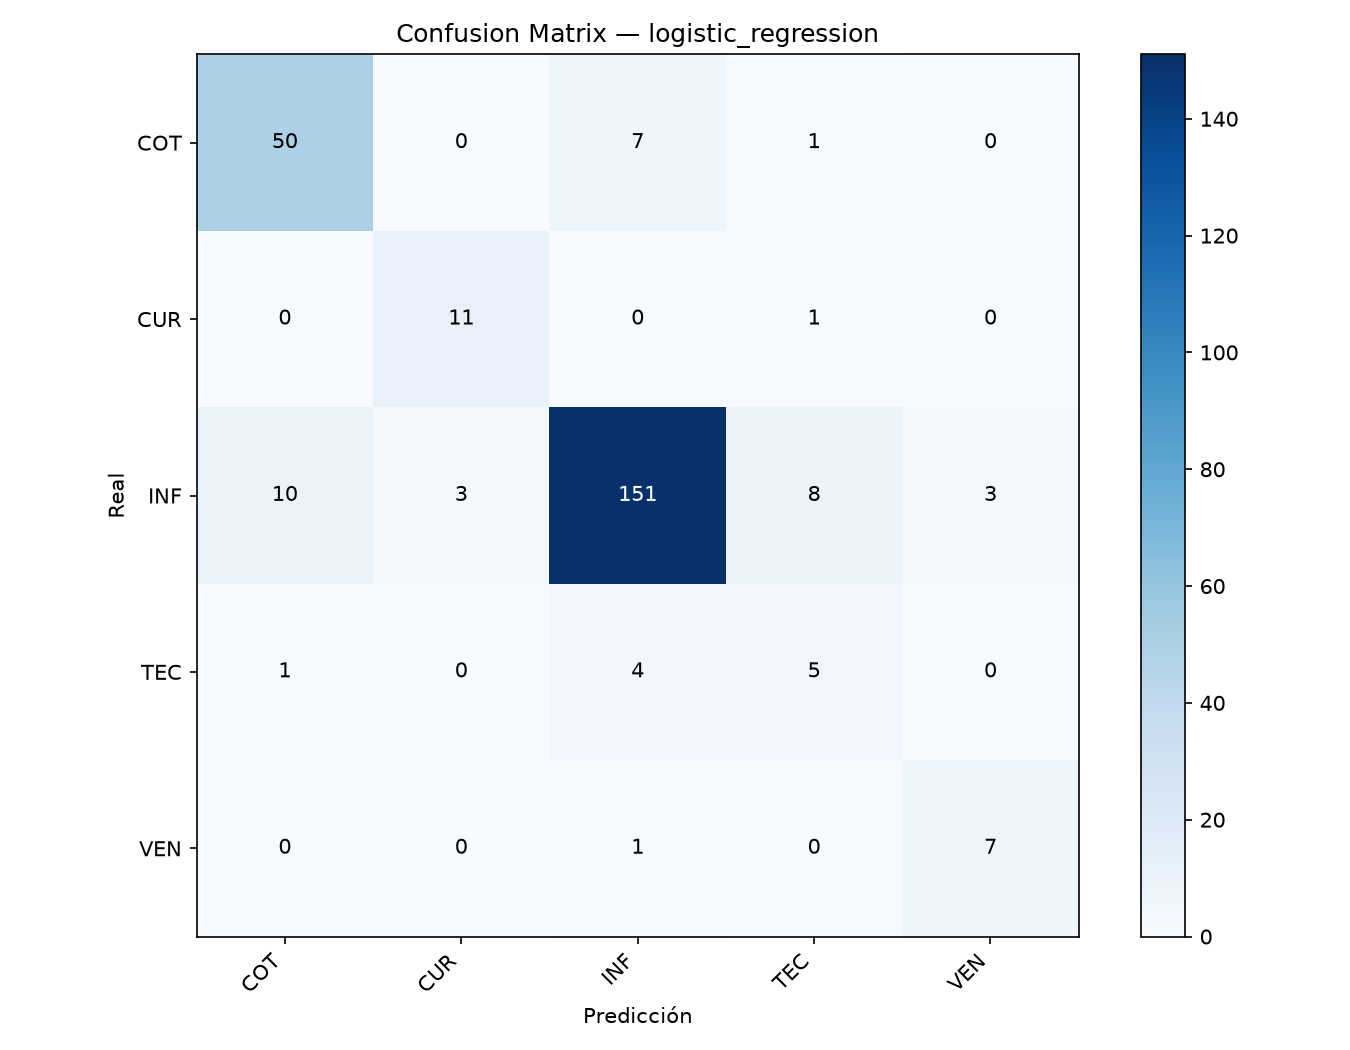 Confusion Matrix — logistic_regression
COT 50 0 7 1 0
CUR 0 11 0 1 0
INF 10 3 151 8 3
TEC 1 0 4 5 0
VEN 0 0 1 0 7
Real
COT CUR INF TEC VEN
Predicción
140
120
100
80
60
40
20
0